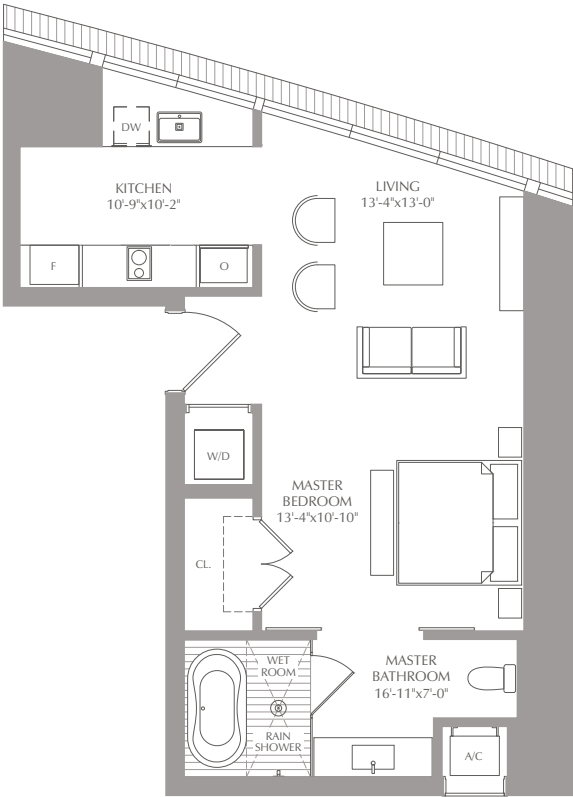 DW
KITCHEN
10'-9"x10'-2"
LIVING
13'-4"x13'-0"
F
O
W/D
MASTER
BEDROOM
13'-4"x10'-10"
CL.
WET
ROOM
MASTER
BATHROOM
16'-11"x7'-0"
RAIN
SHOWER
A/C